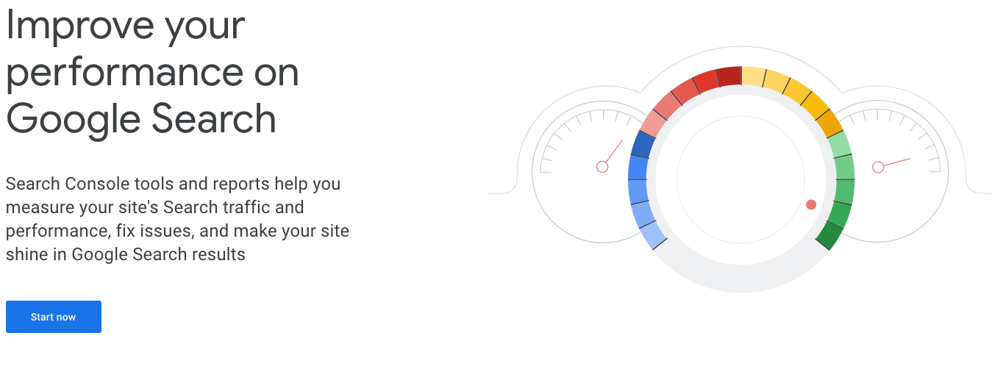 Improve your
performance on
Google Search
Search Console tools and reports help you
measure your site's Search traffic and
performance, fix issues, and make your site
shine in Google Search results
Start now